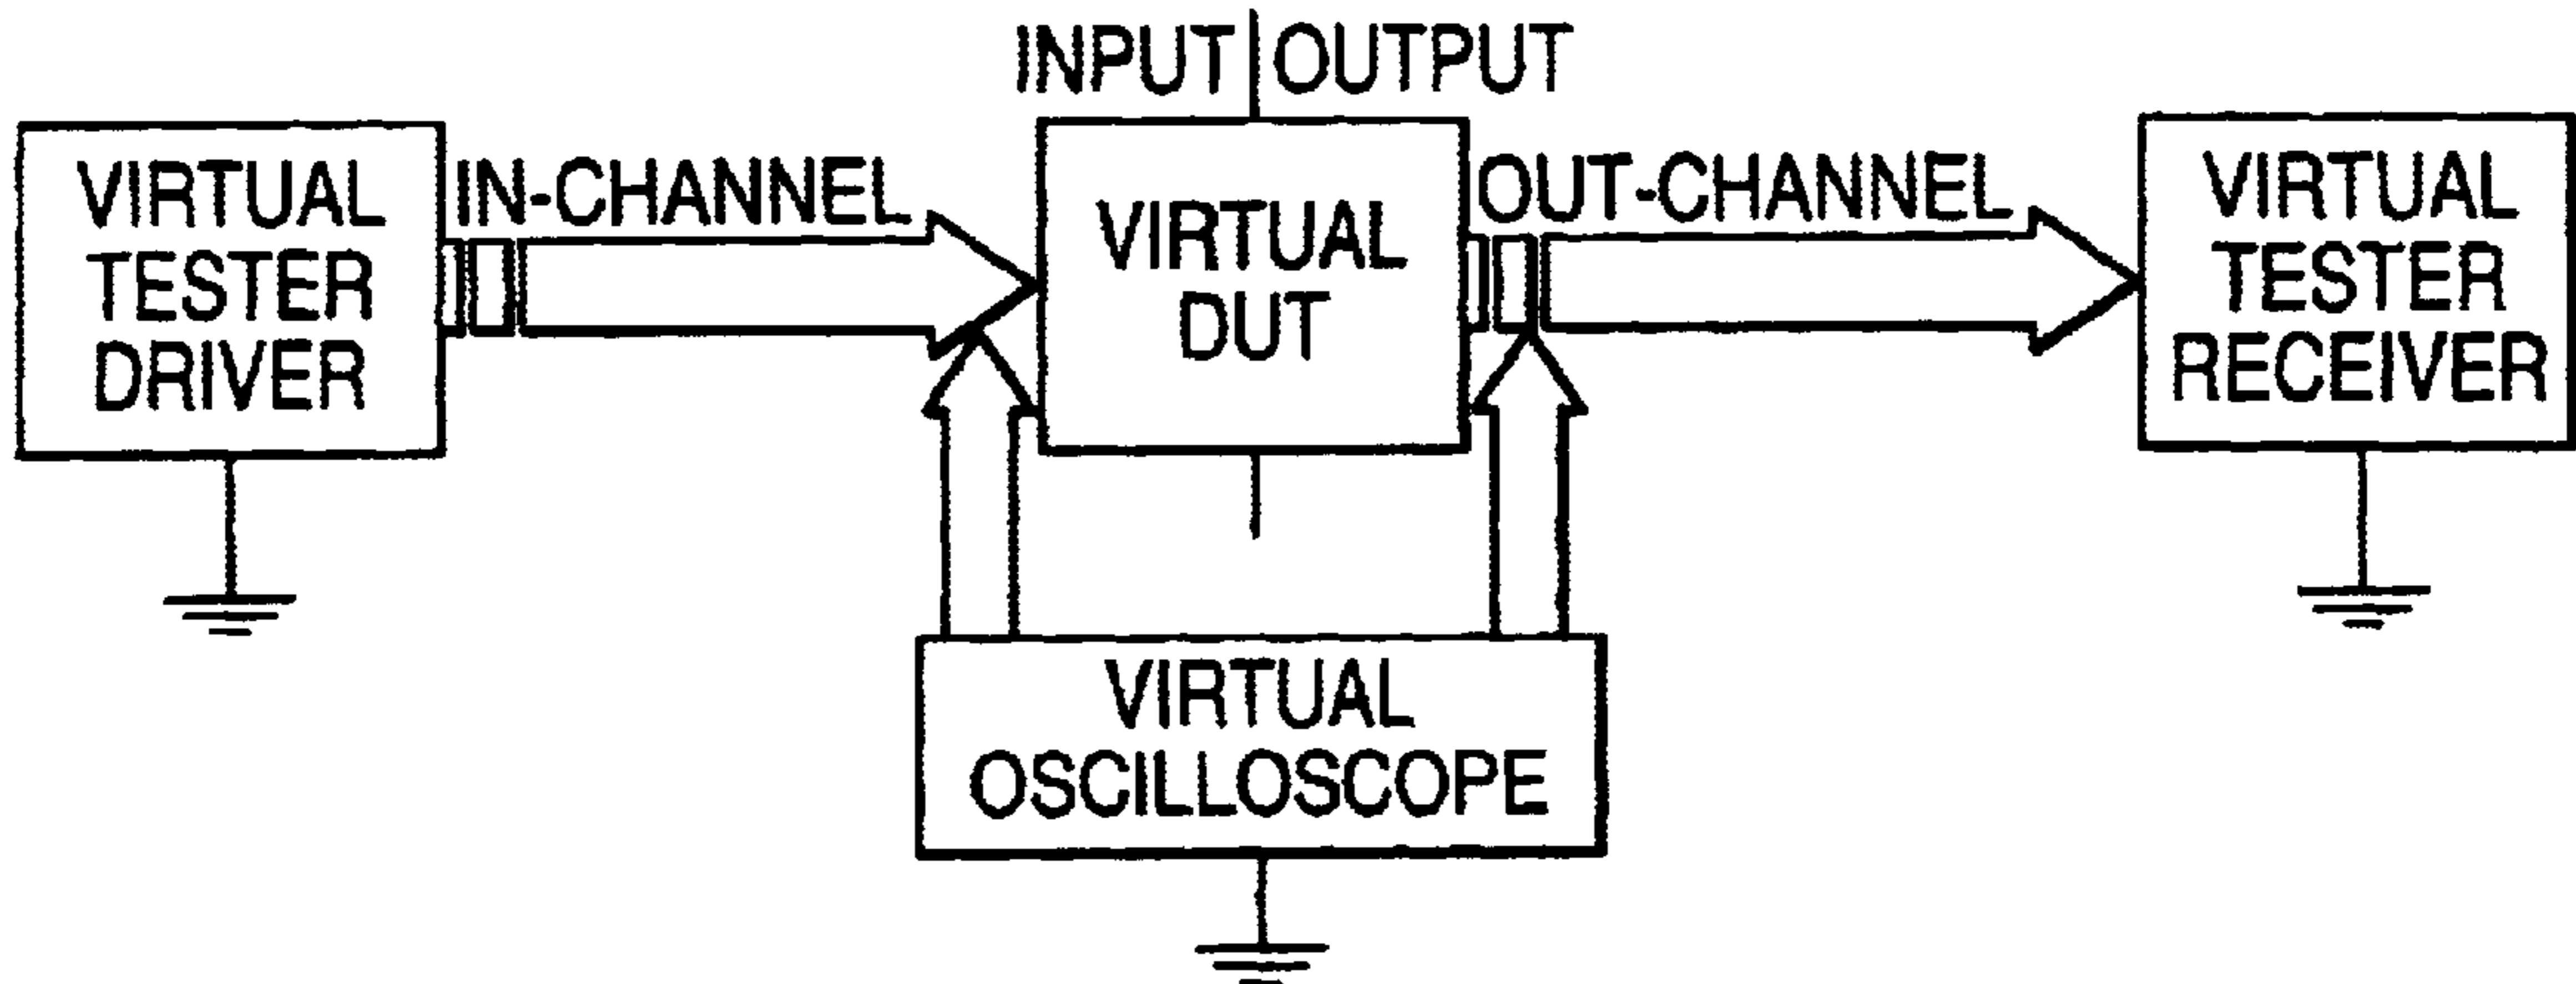 INPUT OUTPUT
VIRTUAL
TESTER
DRIVER
IN-CHANNEL
VIRTUAL
DUT
OUT-CHANNEL
VIRTUAL
TESTER
RECEIVER
VIRTUAL
OSCILLOSCOPE